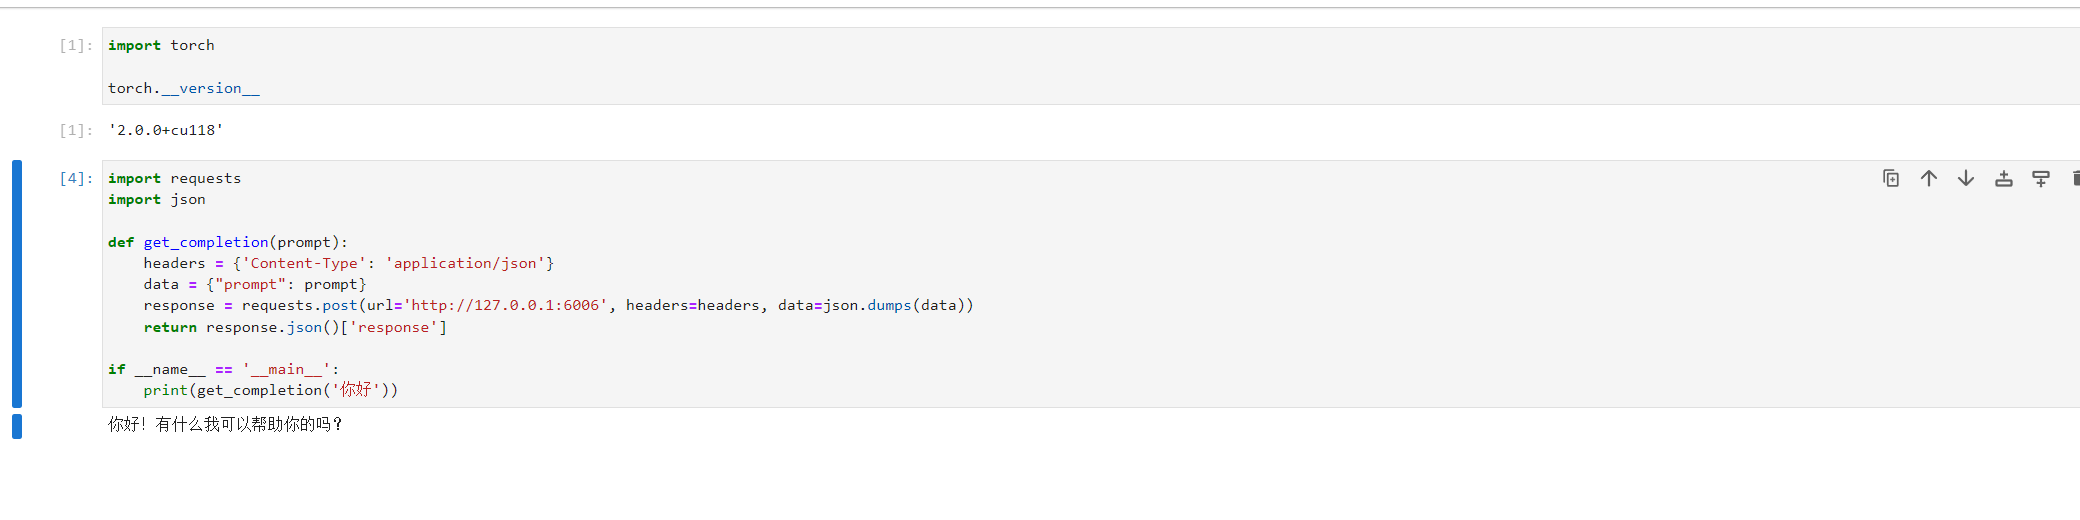 [1]: import torch
torch.__version__
[1]: '2.0.0+cu118'
[4]: import requests
import json
def get_completion(prompt):
    headers = {'Content-Type': 'application/json'}
    data = {"prompt": prompt}
    response = requests.post(url='http://127.0.0.1:6006', headers=headers, data=json.dumps(data))
    return response.json()['response']
if __name__ == '__main__':
    print(get_completion('你好'))
你好！有什么我可以帮助你的吗？